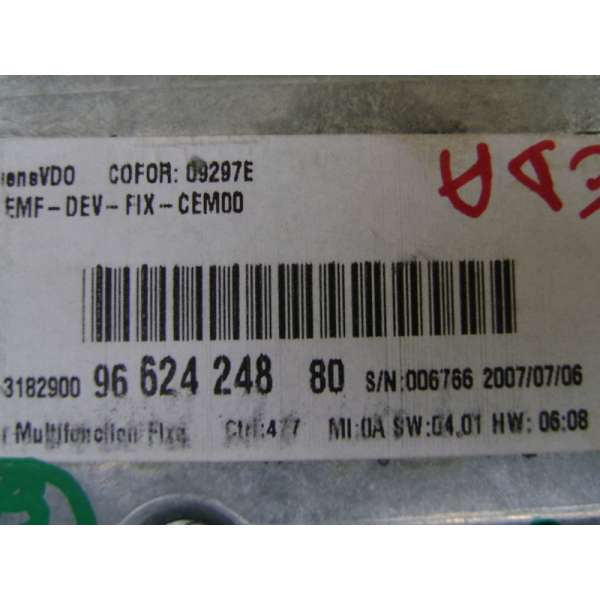 iensVDO COFOR: 09297E
EMF-DEV-FIX-CEM00
3182900 96 624 248 80 S/N:006766 2007/07/06
r Multifonction Fixe Ctrl:477 MI:0A SW:04.01 HW: 06:08